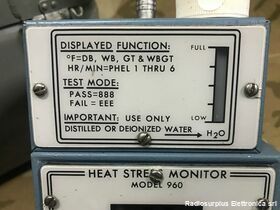 DISPLAYED FUNCTION:
°F=DB, WB, GT & WBGT
HR/MIN=PHEL 1 THRU 6
TEST MODE:
PASS=888
FAIL = EEE
IMPORTANT: USE ONLY
DISTILLED OR DEIONIZED WATER
FULL
LOW
H2O
HEAT STRESS MONITOR
MODEL 960
Radiosurplus Elettronica srl